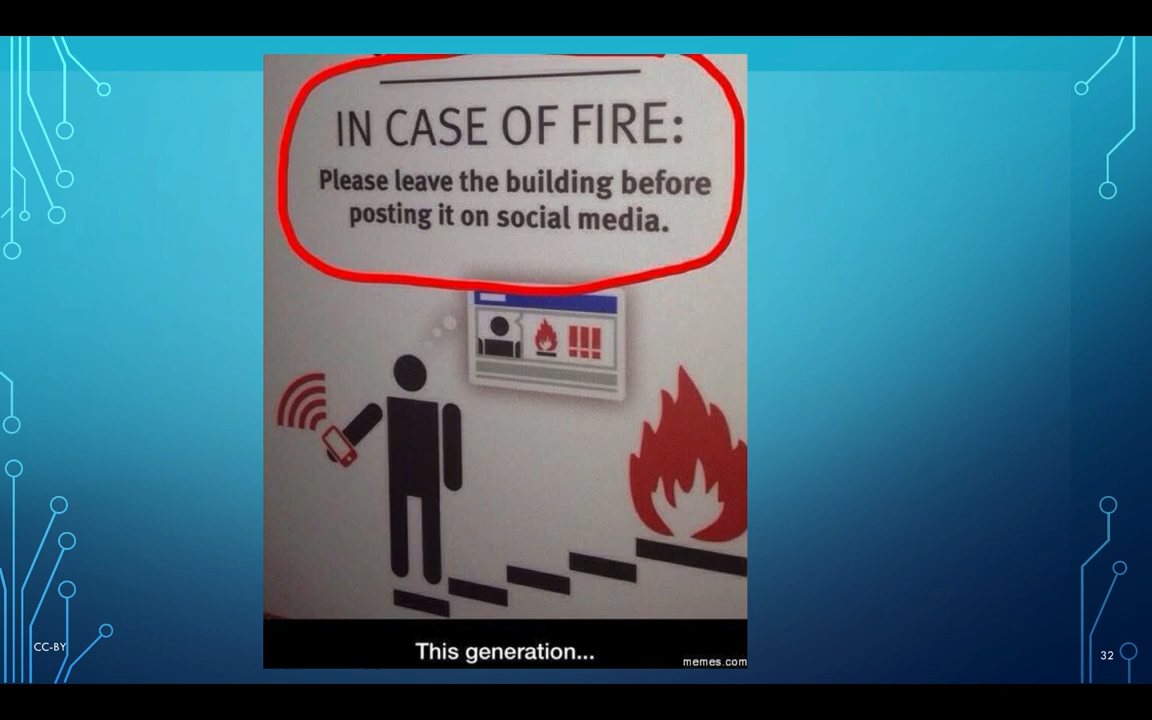 IN CASE OF FIRE:
Please leave the building before
posting it on social media.
This generation...
memes.com
CC-BY
32